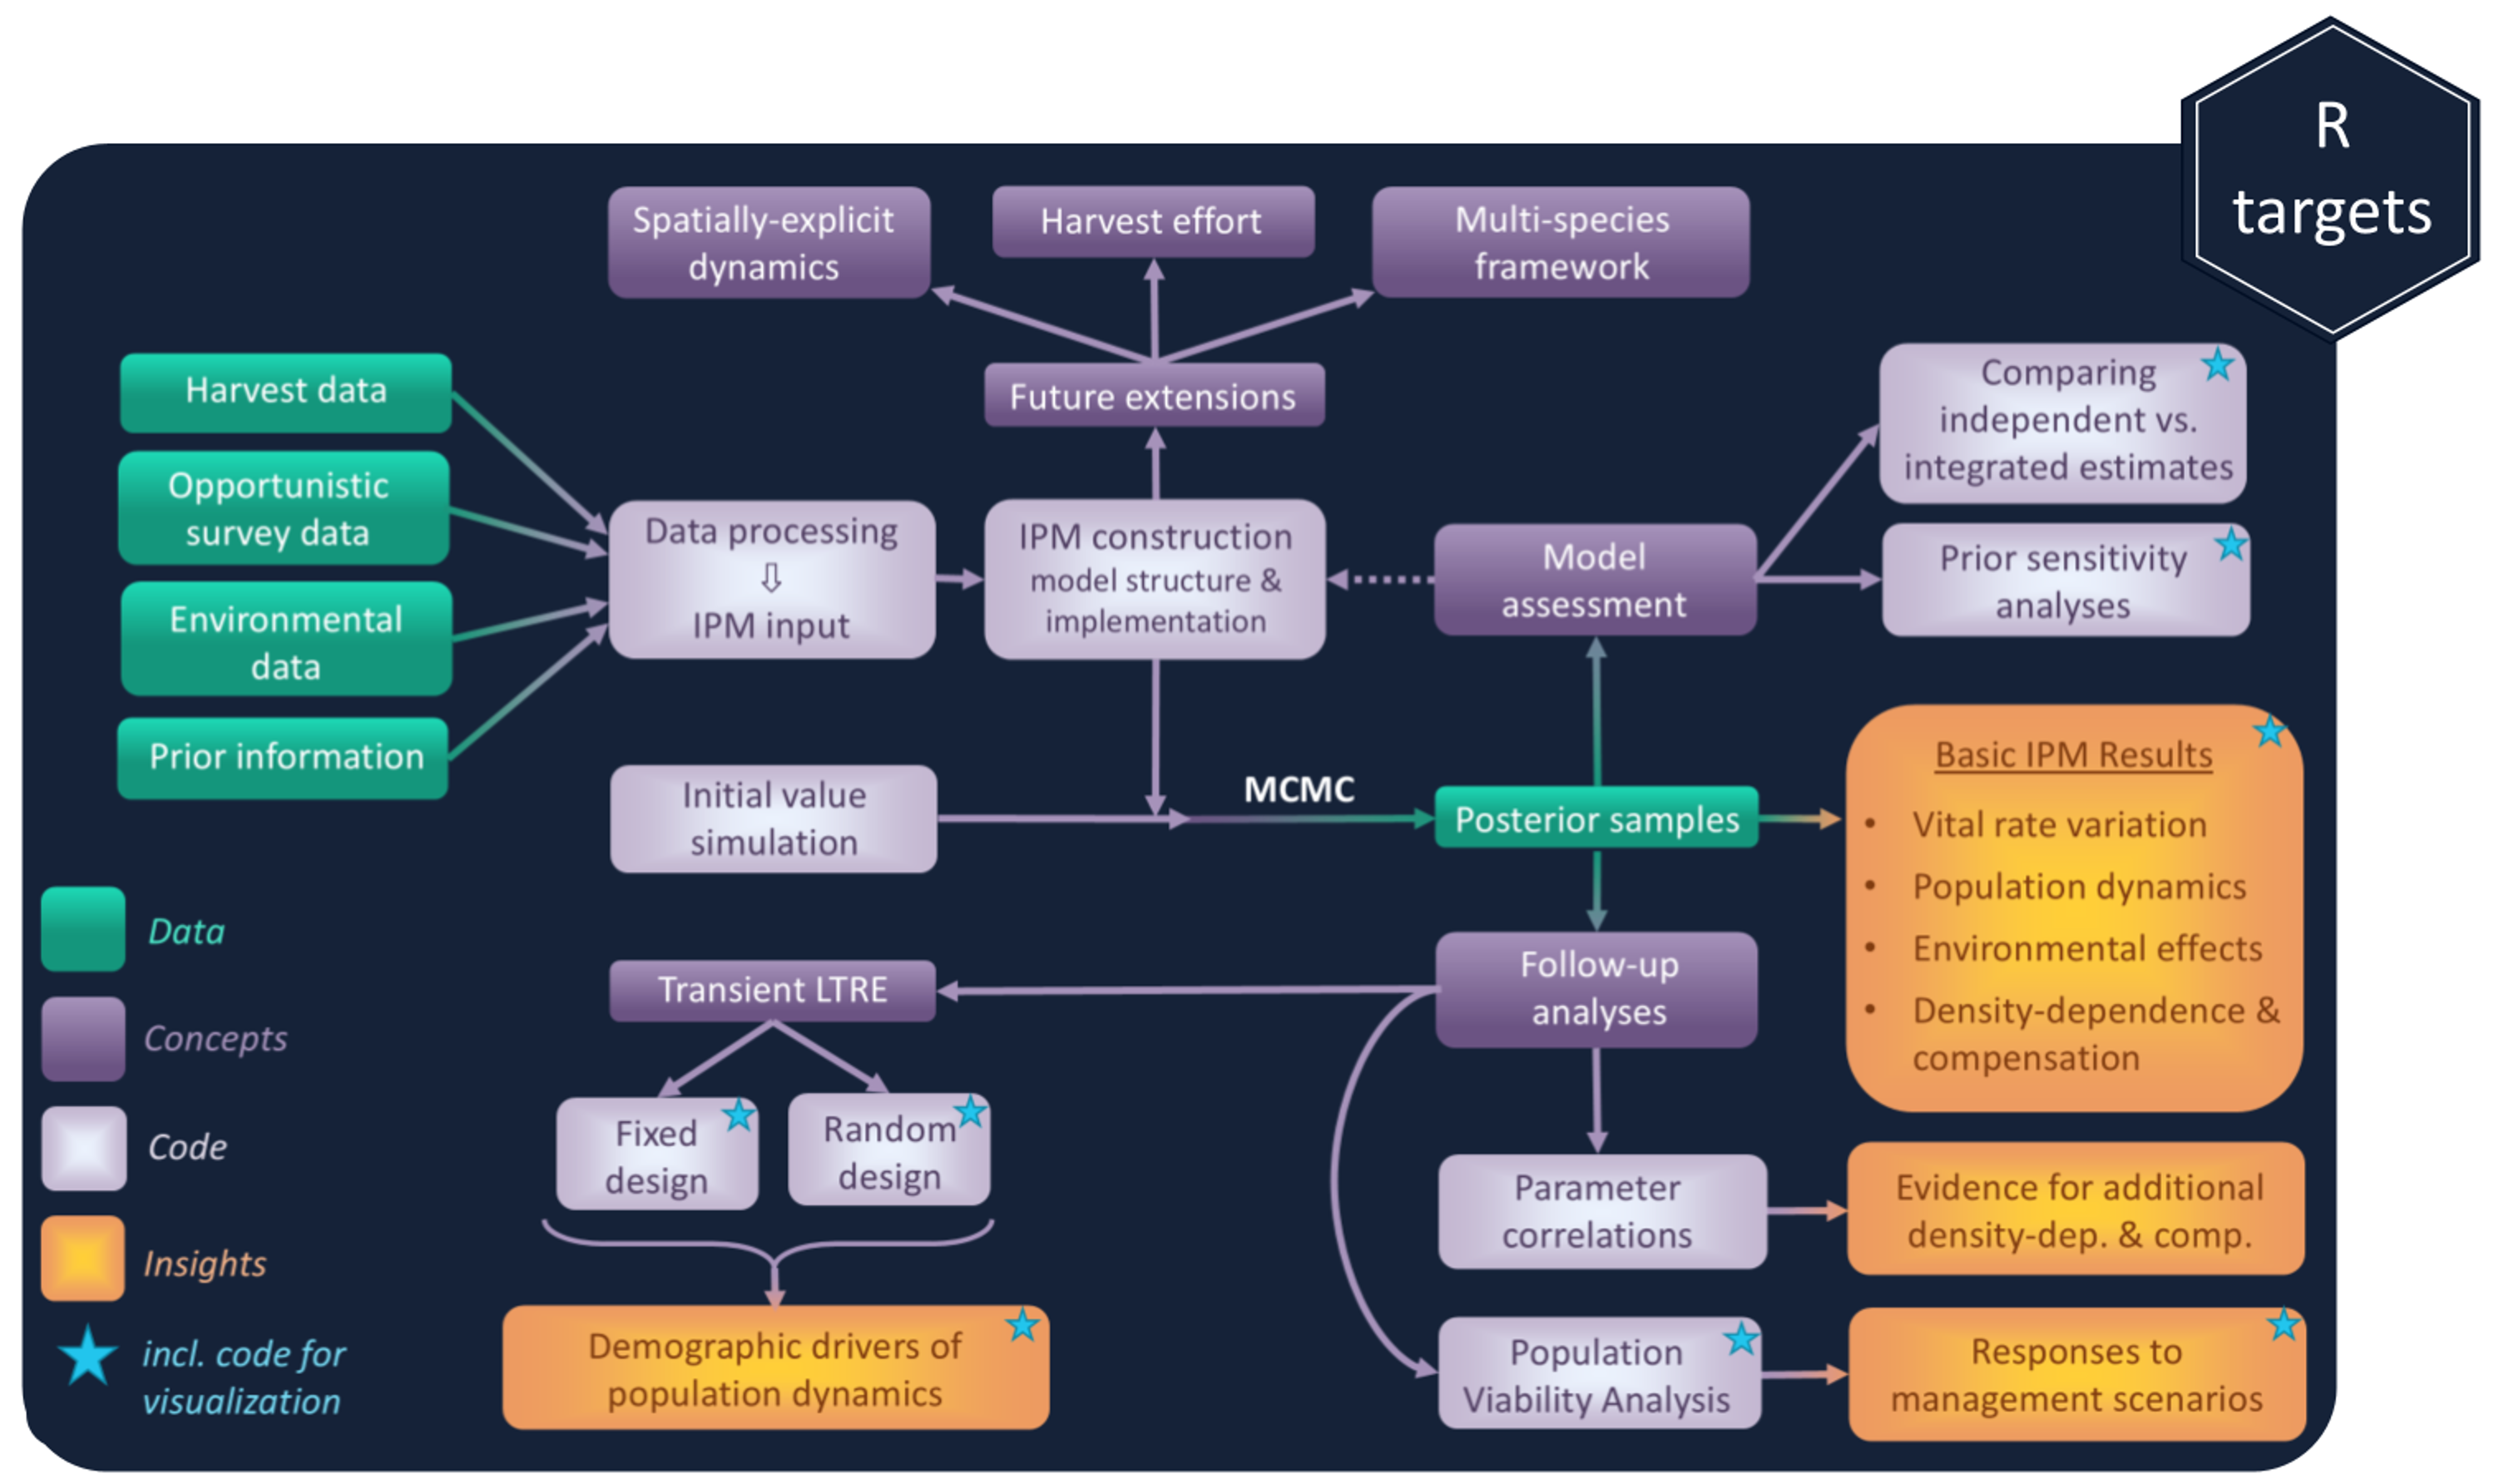 R
targets
Spatially-explicit
dynamics
Harvest effort
Multi-species
framework
Future extensions
Harvest data
Opportunistic
survey data
Environmental
data
Prior information
Data processing
⇩
IPM input
IPM construction
model structure &
implementation
Model
assessment
Comparing
independent vs.
integrated estimates
Prior sensitivity
analyses
Initial value
simulation
MCMC
Posterior samples
Basic IPM Results
• Vital rate variation
• Population dynamics
• Environmental effects
• Density-dependence &
compensation
Follow-up
analyses
Transient LTRE
Fixed
design
Random
design
Demographic drivers of
population dynamics
Parameter
correlations
Evidence for additional
density-dep. & comp.
Population
Viability Analysis
Responses to
management scenarios
Data
Concepts
Code
Insights
incl. code for
visualization